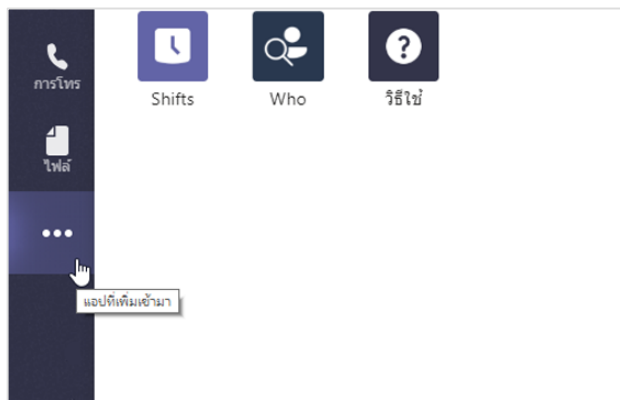 การโทร
ไฟล์
Shifts
Who
วิธีใช้
แอปที่เพิ่มเข้ามา